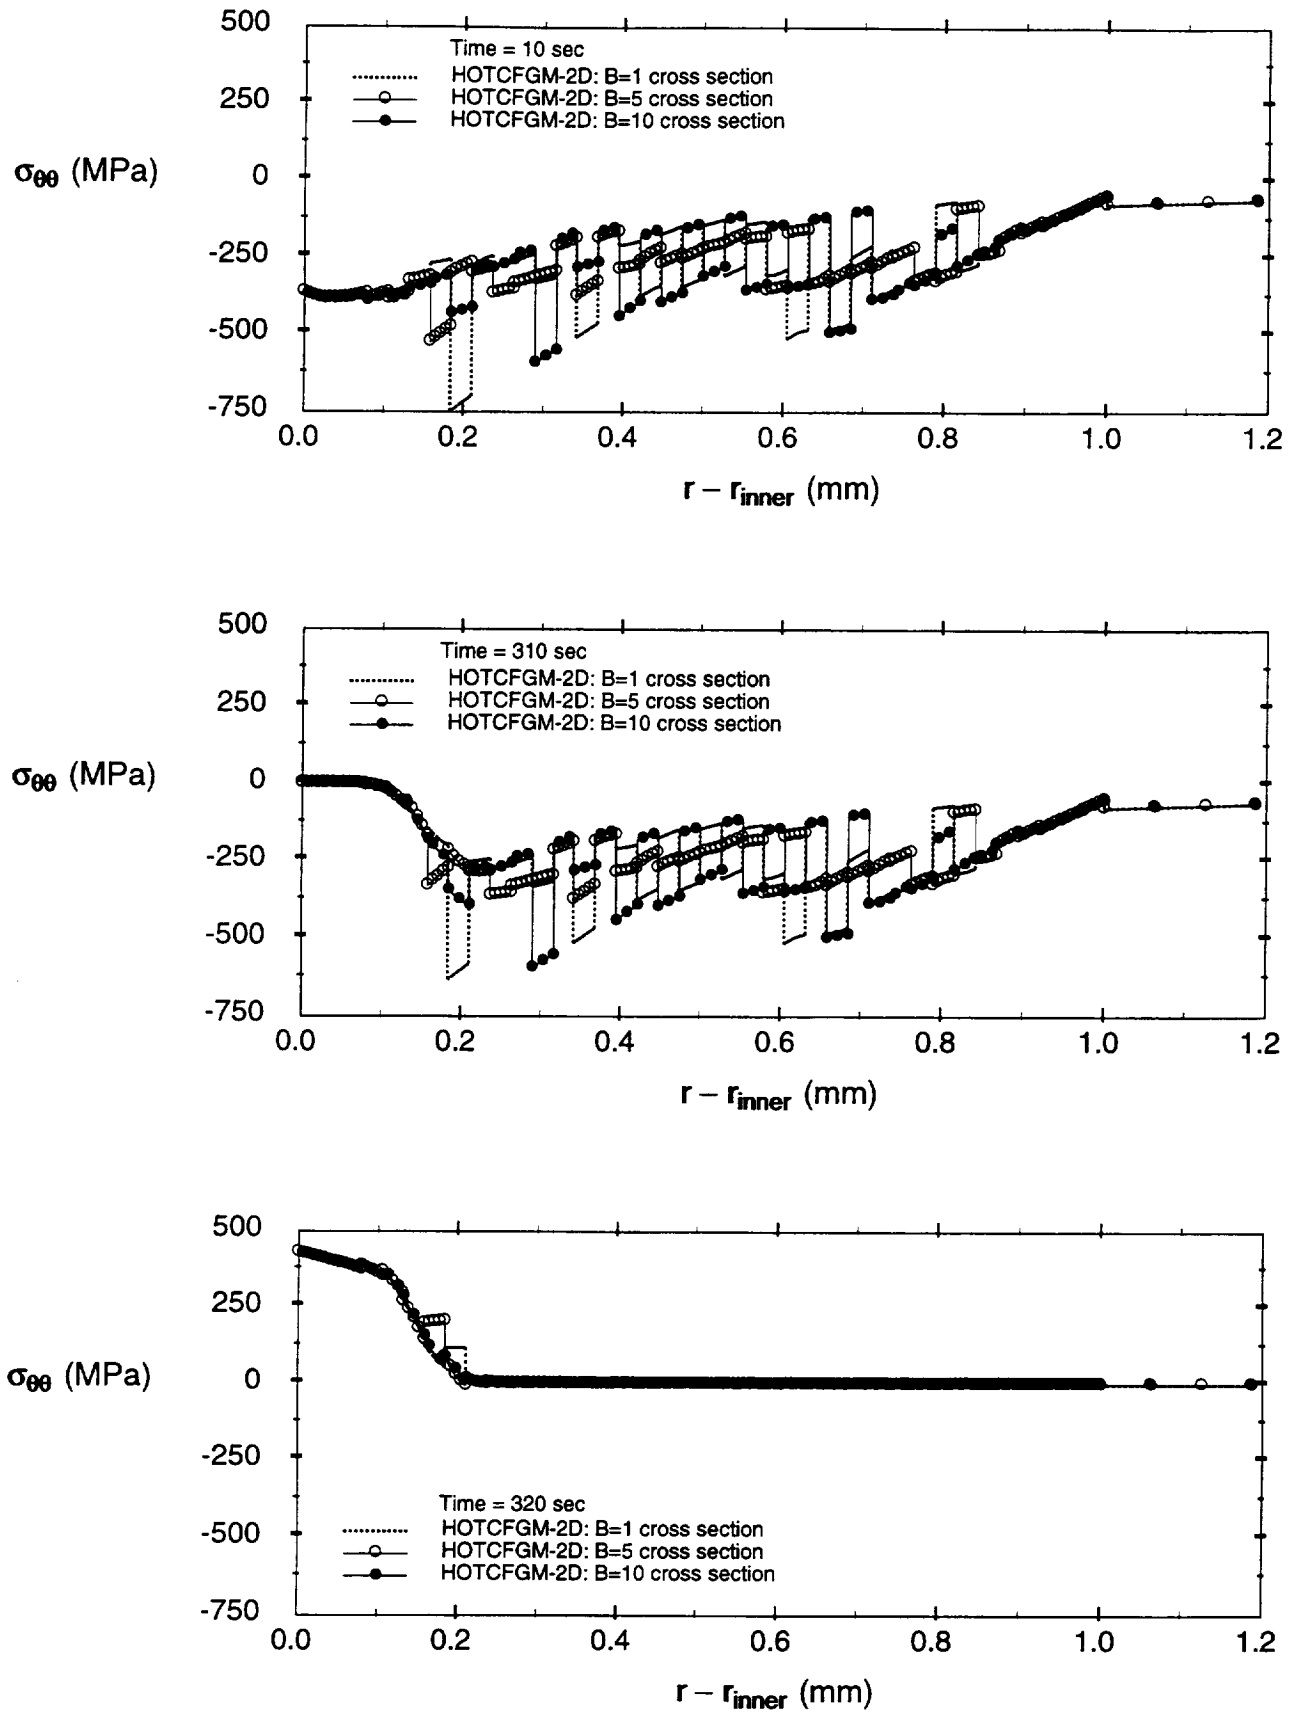 500
Time = 10 sec
HOTCFGM-2D: B=1 cross section
250
HOTCFGM-2D: B=5 cross section
HOTCFGM-2D: B=10 cross section
σθθ (MPa)
0
-250
-500
-750
0.0 0.2 0.4 0.6 0.8 1.0 1.2
r – rinner (mm)
500
Time = 310 sec
HOTCFGM-2D: B=1 cross section
250
HOTCFGM-2D: B=5 cross section
HOTCFGM-2D: B=10 cross section
σθθ (MPa)
0
-250
-500
-750
0.0 0.2 0.4 0.6 0.8 1.0 1.2
r – rinner (mm)
500
250
σθθ (MPa)
0
-250
Time = 320 sec
-500
HOTCFGM-2D: B=1 cross section
HOTCFGM-2D: B=5 cross section
HOTCFGM-2D: B=10 cross section
-750
0.0 0.2 0.4 0.6 0.8 1.0 1.2
r – rinner (mm)